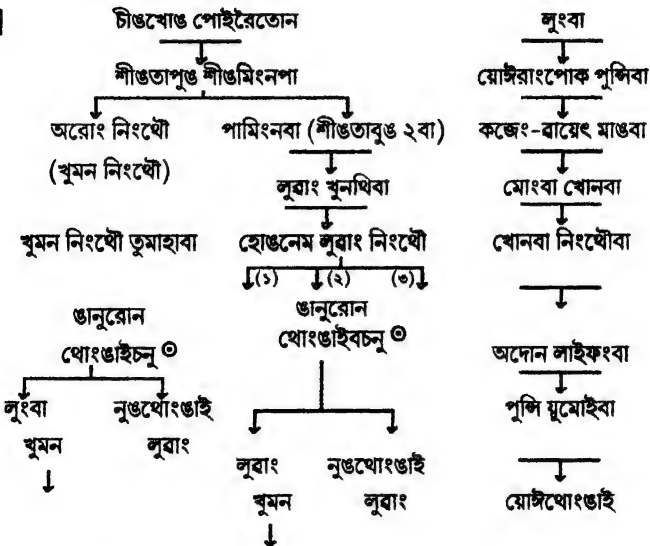 চীঙখোঙ পোইরৈতোন
শীঙতাপুঙ শীঙমিংনপা
অরোং নিংথৌ
(খুমন নিংথৌ)
পামিংনবা (শীঙতাবুঙ ২বা)
লুৱাং খুনথিবা
খুমন নিংথৌ তুমাহাবা
হোঙনেম লুৱাং নিংথৌ
(১) (২) (৩)
ঙানুরোন
থোংঙাইচনু ⊙
লুংবা নুঙথোংঙাই
খুমন লুৱাং
ঙানুরোন
থোংঙাইবচনু ⊙
লুৱাং নুঙথোংঙাই
খুমন লুৱাং
লুংবা
য়োঈরাংপোক পুন্সিবা
কজেং-ৱায়েৎ মাঙবা
মোংবা খোনবা
খোনবা নিংথৌবা
অদোন লাইফংবা
পুন্সি য়ূমোইবা
য়োঈথোংঙাই